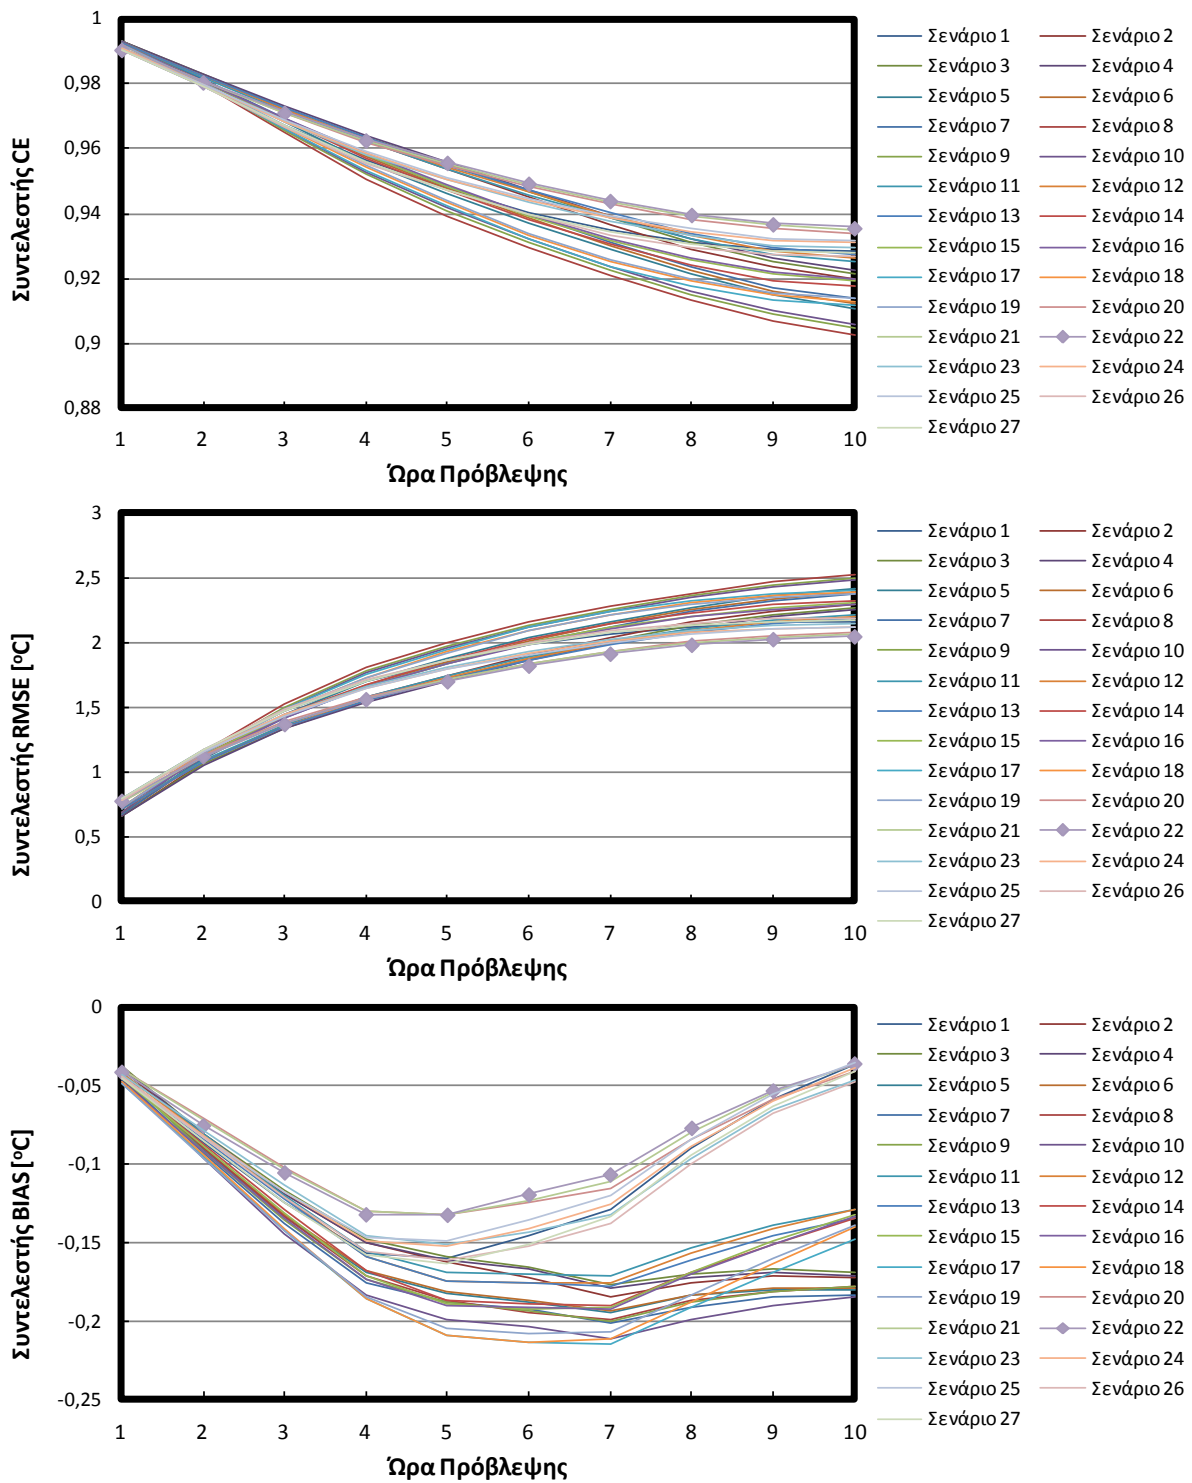 Συντελεστής CE
1
0,98
0,96
0,94
0,92
0,9
0,88
1 2 3 4 5 6 7 8 9 10
Ώρα Πρόβλεψης
Σενάριο 1 Σενάριο 2
Σενάριο 3 Σενάριο 4
Σενάριο 5 Σενάριο 6
Σενάριο 7 Σενάριο 8
Σενάριο 9 Σενάριο 10
Σενάριο 11 Σενάριο 12
Σενάριο 13 Σενάριο 14
Σενάριο 15 Σενάριο 16
Σενάριο 17 Σενάριο 18
Σενάριο 19 Σενάριο 20
Σενάριο 21 Σενάριο 22
Σενάριο 23 Σενάριο 24
Σενάριο 25 Σενάριο 26
Σενάριο 27
Συντελεστής RMSE [°C]
3
2,5
2
1,5
1
0,5
0
1 2 3 4 5 6 7 8 9 10
Ώρα Πρόβλεψης
Σενάριο 1 Σενάριο 2
Σενάριο 3 Σενάριο 4
Σενάριο 5 Σενάριο 6
Σενάριο 7 Σενάριο 8
Σενάριο 9 Σενάριο 10
Σενάριο 11 Σενάριο 12
Σενάριο 13 Σενάριο 14
Σενάριο 15 Σενάριο 16
Σενάριο 17 Σενάριο 18
Σενάριο 19 Σενάριο 20
Σενάριο 21 Σενάριο 22
Σενάριο 23 Σενάριο 24
Σενάριο 25 Σενάριο 26
Σενάριο 27
Συντελεστής BIAS [°C]
0
-0,05
-0,1
-0,15
-0,2
-0,25
1 2 3 4 5 6 7 8 9 10
Ώρα Πρόβλεψης
Σενάριο 1 Σενάριο 2
Σενάριο 3 Σενάριο 4
Σενάριο 5 Σενάριο 6
Σενάριο 7 Σενάριο 8
Σενάριο 9 Σενάριο 10
Σενάριο 11 Σενάριο 12
Σενάριο 13 Σενάριο 14
Σενάριο 15 Σενάριο 16
Σενάριο 17 Σενάριο 18
Σενάριο 19 Σενάριο 20
Σενάριο 21 Σενάριο 22
Σενάριο 23 Σενάριο 24
Σενάριο 25 Σενάριο 26
Σενάριο 27